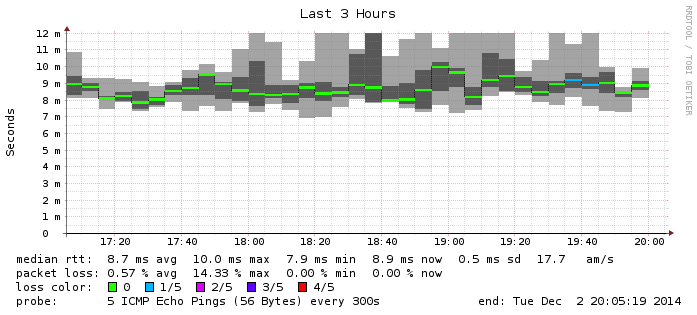 Last 3 Hours
RRDTOOL / TOBI OETIKER
Seconds
12 m
11 m
10 m
9 m
8 m
7 m
6 m
5 m
4 m
3 m
2 m
1 m
0
17:20 17:40 18:00 18:20 18:40 19:00 19:20 19:40 20:00
median rtt: 8.7 ms avg 10.0 ms max 7.9 ms min 8.9 ms now 0.5 ms sd 17.7 am/s
packet loss: 0.57 % avg 14.33 % max 0.00 % min 0.00 % now
loss color: 0 1/5 2/5 3/5 4/5
probe: 5 ICMP Echo Pings (56 Bytes) every 300s end: Tue Dec 2 20:05:19 2014